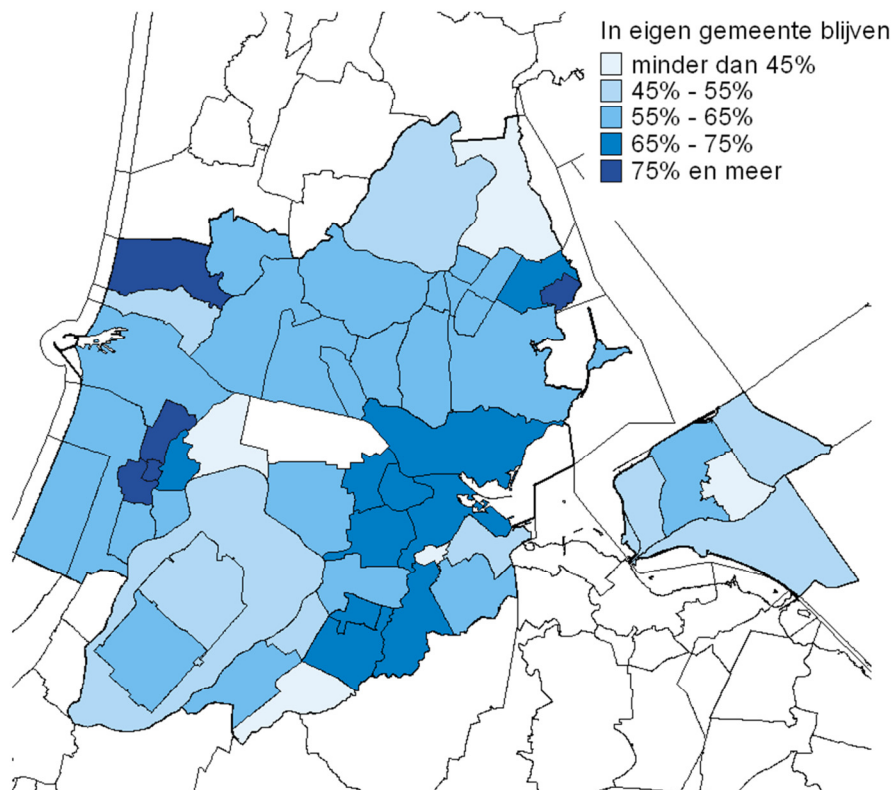 In eigen gemeente blijven
minder dan 45%
45% - 55%
55% - 65%
65% - 75%
75% en meer